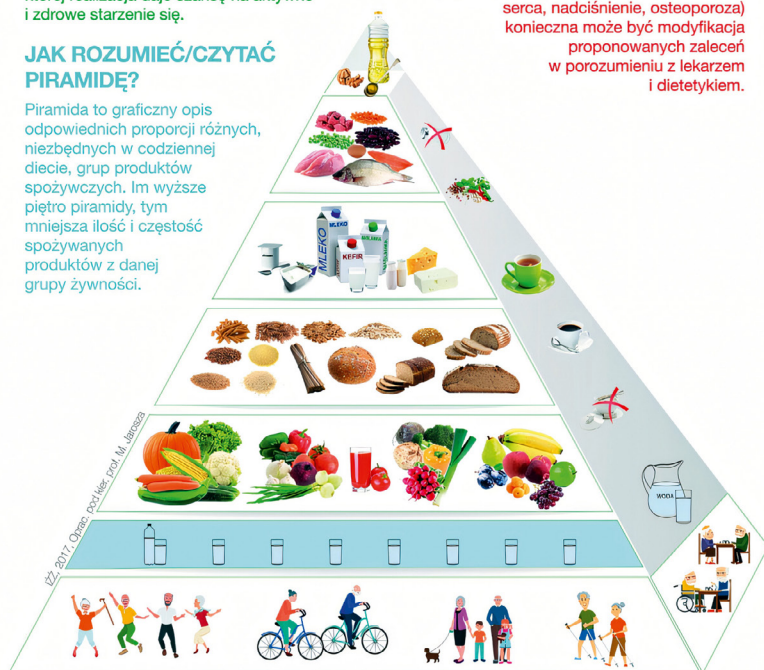 i zdrowe starzenie się.
serca, nadciśnienie, osteoporoza)
konieczna może być modyfikacja
proponowanych zaleceń
w porozumieniu z lekarzem
i dietetykiem.
JAK ROZUMIEĆ/CZYTAĆ
PIRAMIDĘ?
Piramida to graficzny opis
odpowiednich proporcji różnych,
niezbędnych w codziennej
diecie, grup produktów
spożywczych. Im wyższe
piętro piramidy, tym
mniejsza ilość i częstość
spożywanych
produktów z danej
grupy żywności.
MLEKO
MLEKO
KEFIR
WODA
IŻŻ, 2017. Oprac. pod kier. prof. M. Jarosza